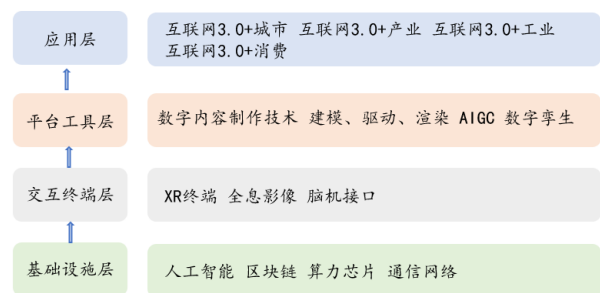 应用层
互联网3.0+城市 互联网3.0+产业 互联网3.0+工业
互联网3.0+消费
平台工具层
数字内容制作技术 建模、驱动、渲染 AIGC 数字孪生
交互终端层
XR终端 全息影像 脑机接口
基础设施层
人工智能 区块链 算力芯片 通信网络